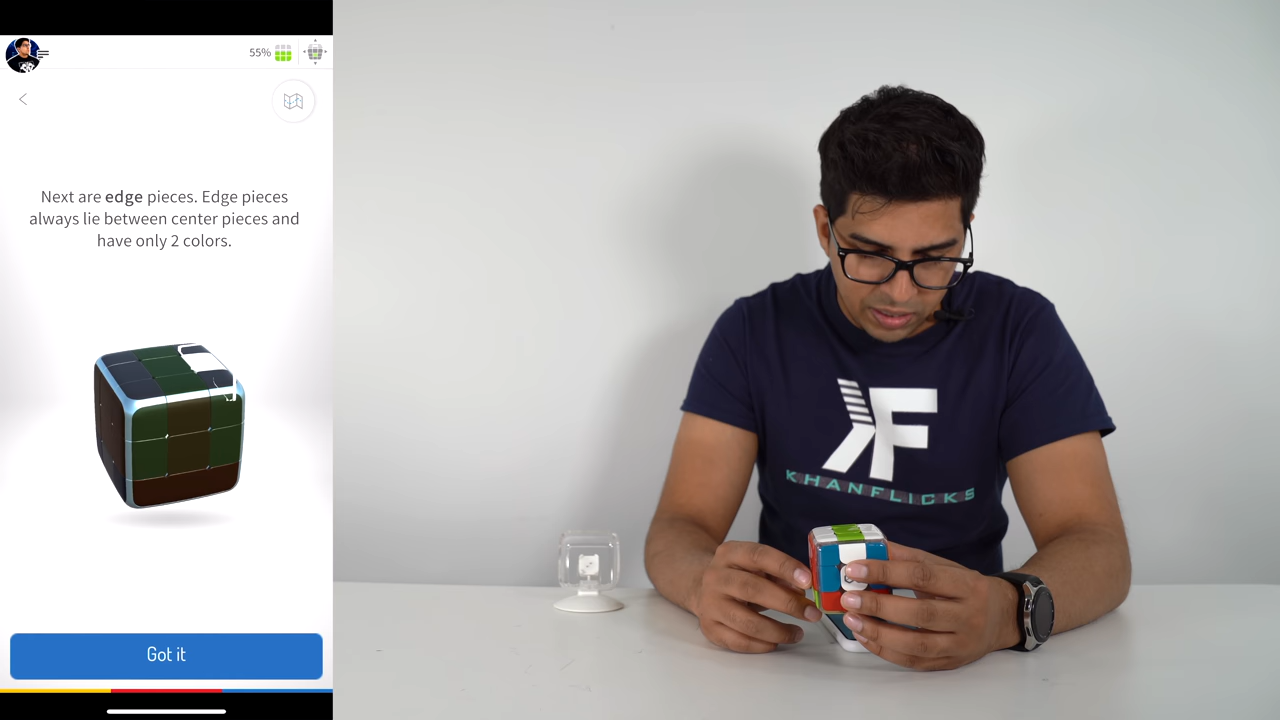 55%
Next are edge pieces. Edge pieces
always lie between center pieces and
have only 2 colors.
Got it
KF
KHANFLICKS